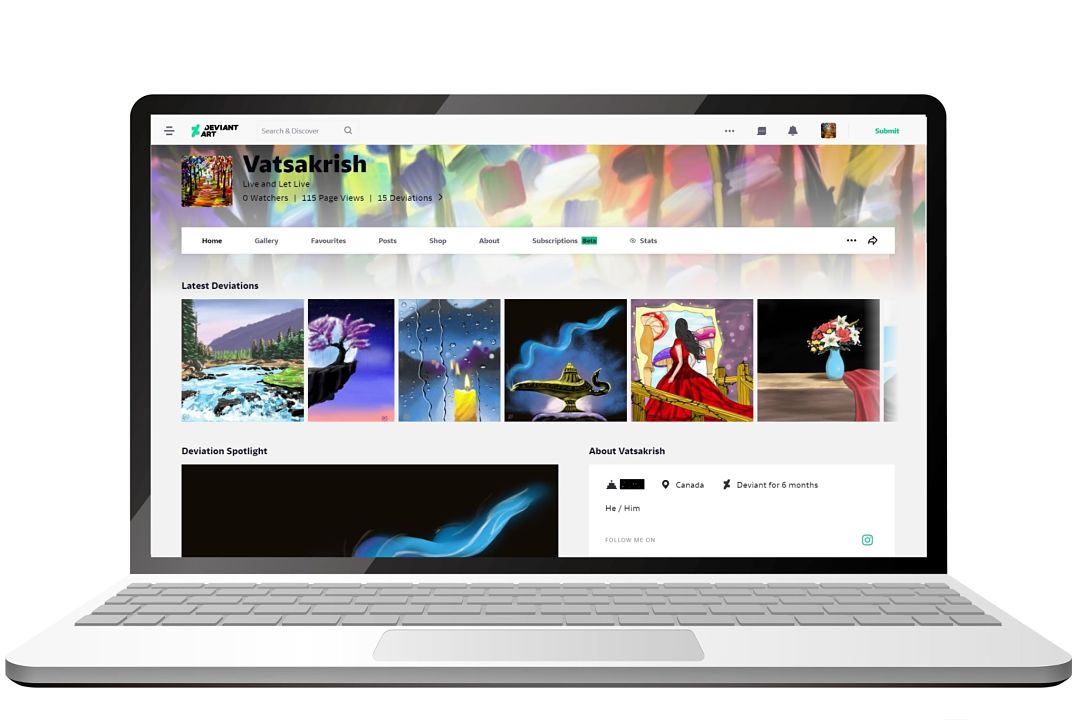 DEVIANT
ART
Search & Discover
Submit
Vatsakrish
Live and Let Live
0 Watchers | 115 Page Views | 15 Deviations
Home Gallery Favourites Posts Shop About Subscriptions Beta Stats
Latest Deviations
Deviation Spotlight
About Vatsakrish
Canada Deviant for 6 months
He / Him
FOLLOW ME ON